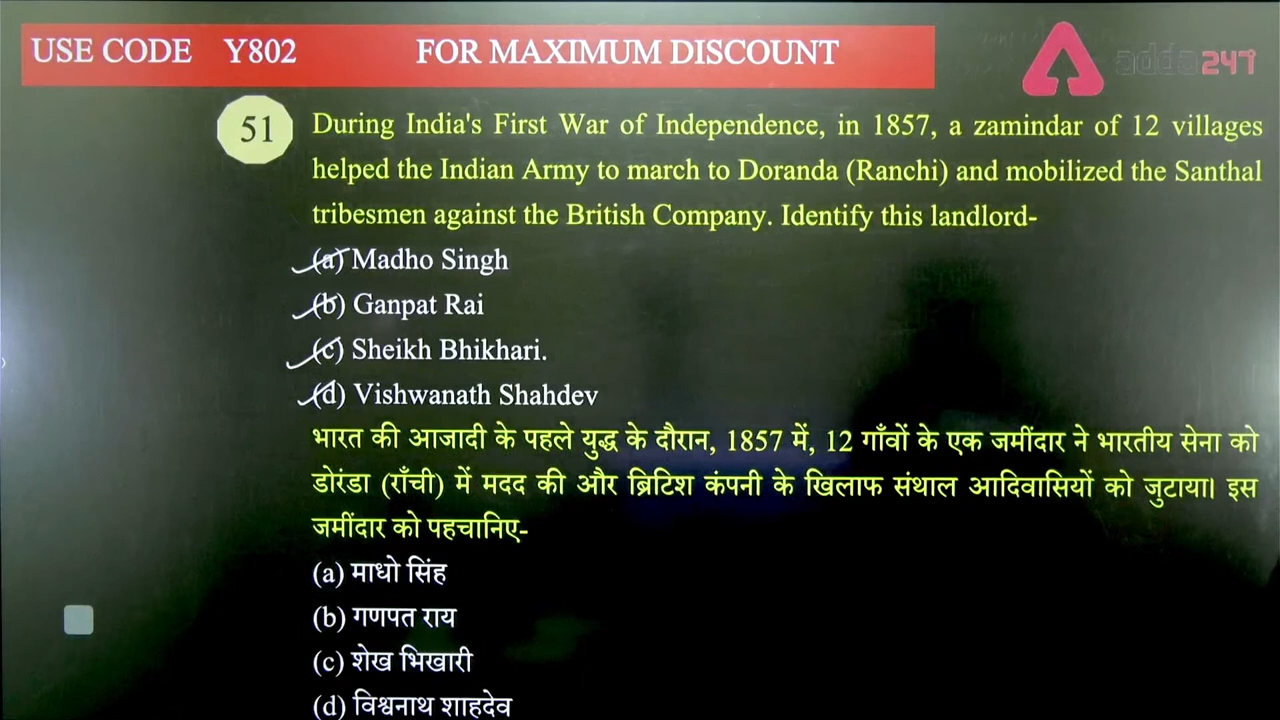 USE CODE Y802 FOR MAXIMUM DISCOUNT
adda247
51
During India's First War of Independence, in 1857, a zamindar of 12 villages
helped the Indian Army to march to Doranda (Ranchi) and mobilized the Santhal
tribesmen against the British Company. Identify this landlord-
(a) Madho Singh
(b) Ganpat Rai
(c) Sheikh Bhikhari.
(d) Vishwanath Shahdev
भारत की आजादी के पहले युद्ध के दौरान, 1857 में, 12 गाँवों के एक जमींदार ने भारतीय सेना को
डोरंडा (राँची) में मदद की और ब्रिटिश कंपनी के खिलाफ संथाल आदिवासियों को जुटाया। इस
जमींदार को पहचानिए-
(a) माधो सिंह
(b) गणपत राय
(c) शेख भिखारी
(d) विश्वनाथ शाहदेव